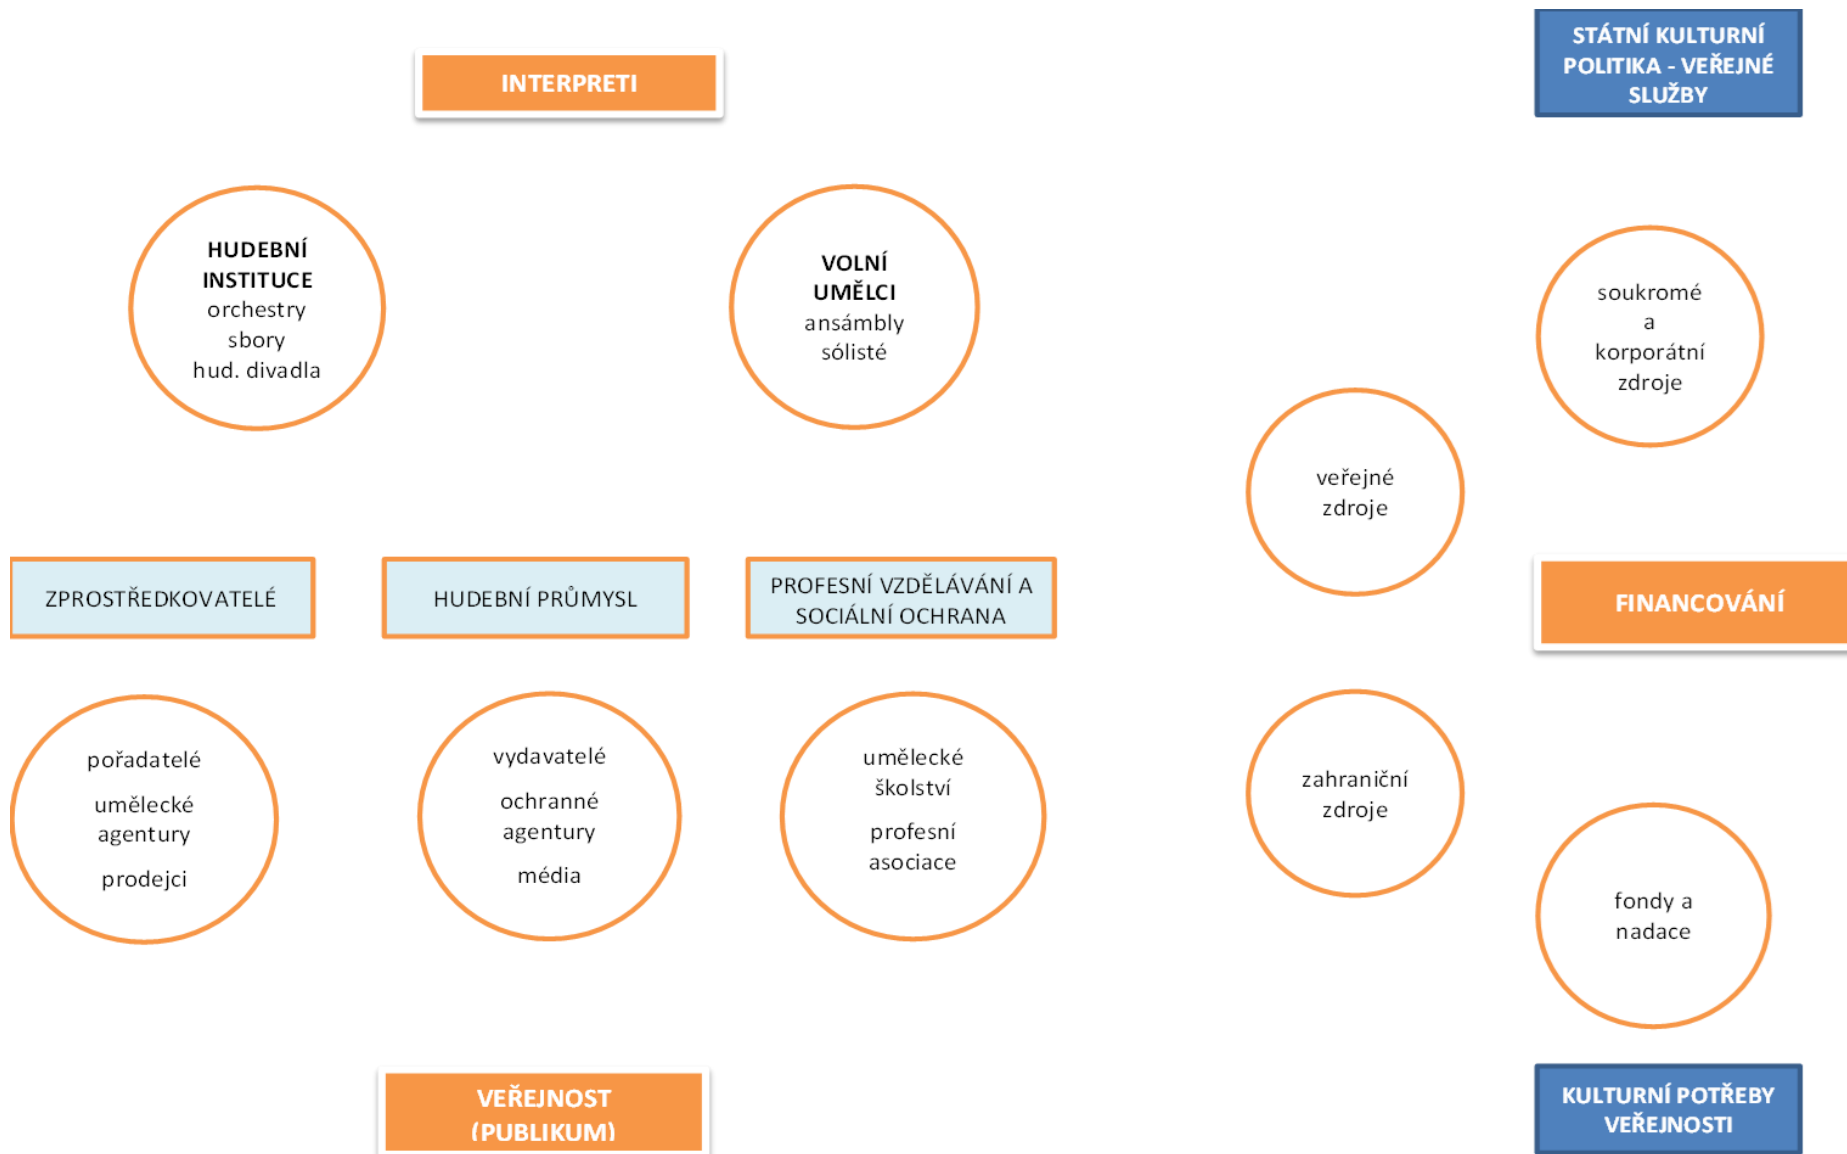 INTERPRETI
STÁTNÍ KULTURNÍ
POLITIKA - VEŘEJNÉ
SLUŽBY
HUDEBNÍ
INSTITUCE
orchestry
sbory
hud. divadla
VOLNÍ
UMĚLCI
ansámbly
sólisté
soukromé
a
korporátní
zdroje
veřejné
zdroje
ZPROSTŘEDKOVATELÉ
HUDEBNÍ PRŮMYSL
PROFESNÍ VZDĚLÁVÁNÍ A
SOCIÁLNÍ OCHRANA
FINANCOVÁNÍ
pořadatelé
umělecké
agentury
prodejci
vydavatelé
ochranné
agentury
média
umělecké
školství
profesní
asociace
zahraniční
zdroje
fondy a
nadace
VEŘEJNOST
(PUBLIKUM)
KULTURNÍ POTŘEBY
VEŘEJNOSTI